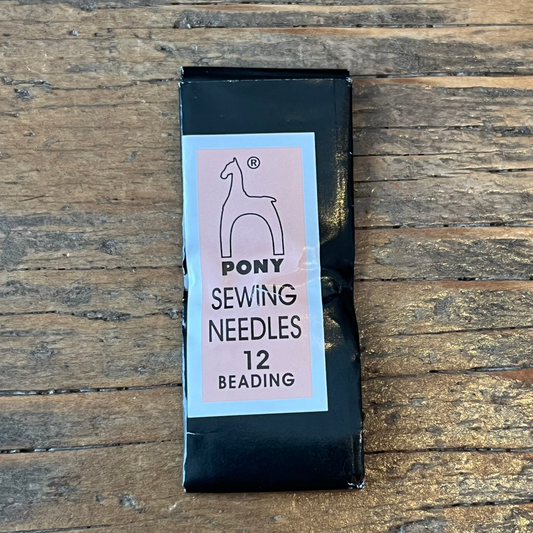 ®
PONY
SEWING
NEEDLES
12
BEADING